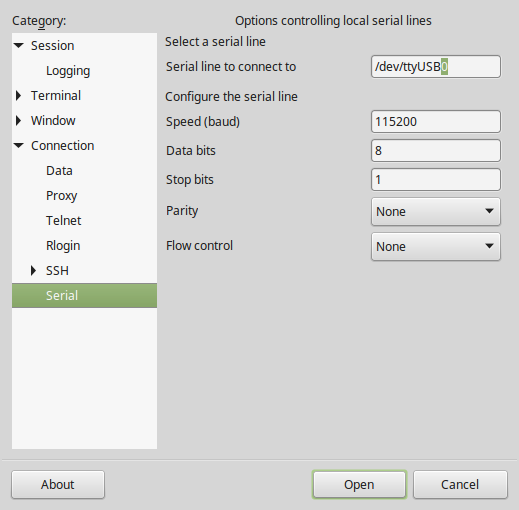 Category:
Session
Logging
Terminal
Window
Connection
Data
Proxy
Telnet
Rlogin
SSH
Serial
Options controlling local serial lines
Select a serial line
Serial line to connect to /dev/ttyUSB0
Configure the serial line
Speed (baud) 115200
Data bits 8
Stop bits 1
Parity None
Flow control None
About Open Cancel